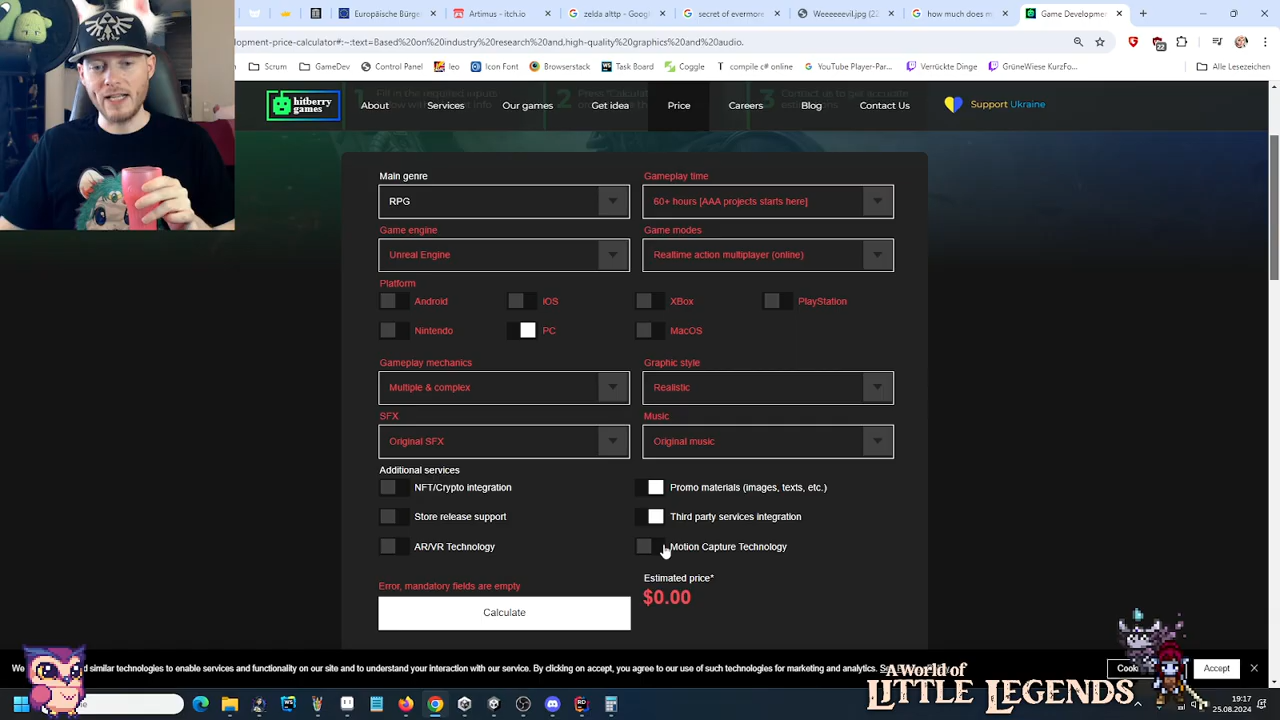 Europäische Bürge
Artimus - Olcott
zelda alttp - Googl
secret of evermore
how much does d
Game Development
lopment-price-calculator#:~:text=Based%20on%20industry%20research%20and,high-quality%20graphics%20and%20audio.
Scrum
GameDev
Control Panel
leo
Icon Font
Browserstack
Task Board
Coggle
compile c# online
YouTube Player-Par...
Verrückte Dinge
GrüneWiese KurzFo...
Alle Lesezeichen
hitberry games
About
Services
Our games
Get idea
Price
Careers
Blog
Contact Us
Support Ukraine
Main genre
Gameplay time
RPG
60+ hours [AAA projects starts here]
Game engine
Game modes
Unreal Engine
Realtime action multiplayer (online)
Platform
Android
IOS
XBox
PlayStation
Nintendo
PC
MacOS
Gameplay mechanics
Graphic style
Multiple & complex
Realistic
SFX
Music
Original SFX
Original music
Additional services
NFT/Crypto integration
Promo materials (images, texts, etc.)
Store release support
Third party services integration
AR/VR Technology
Motion Capture Technology
Estimated price*
Error, mandatory fields are empty
$0.00
Calculate
We
d similar technologies to enable services and functionality on our site and to understand your interaction with our service. By clicking on accept, you agree to our use of such technologies for marketing and analytics.
Accept
A World of
Little Legends
19:17
25.08.2024